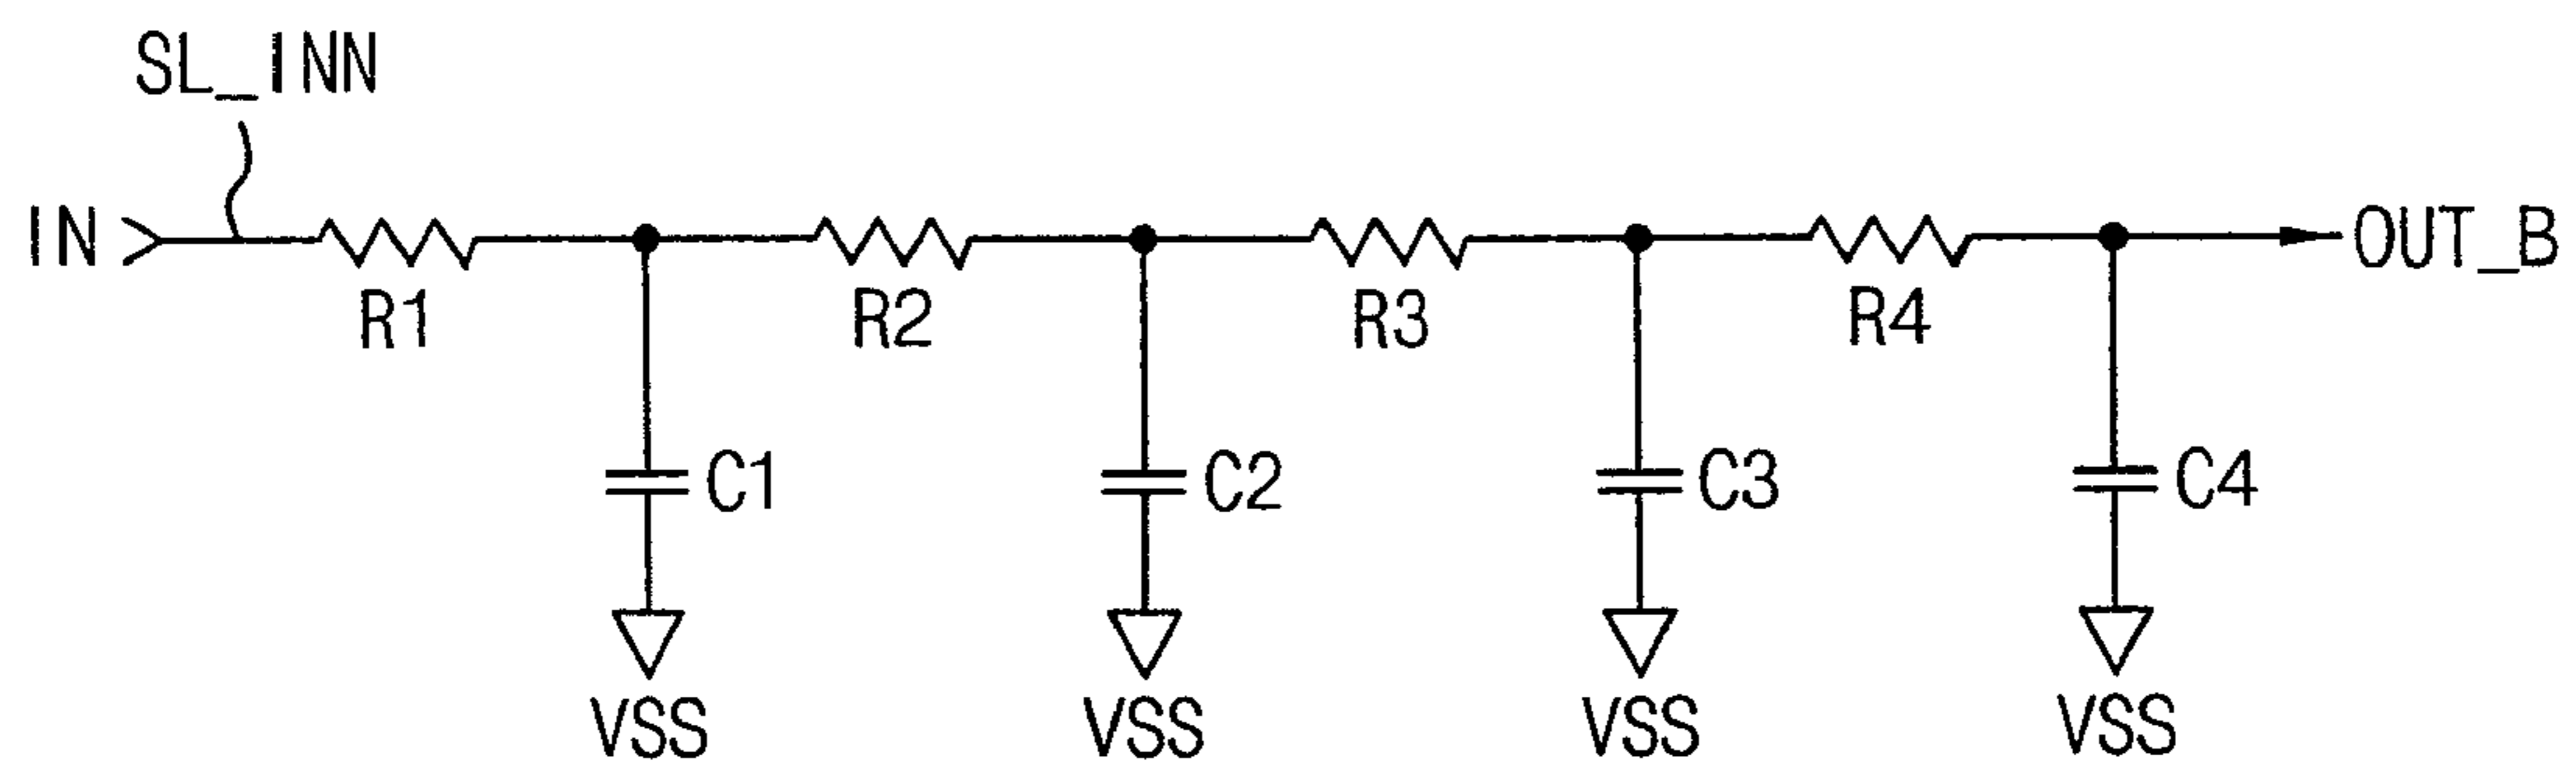 SL_INN
IN OUT_B
R1 R2 R3 R4
C1 C2 C3 C4
VSS VSS VSS VSS